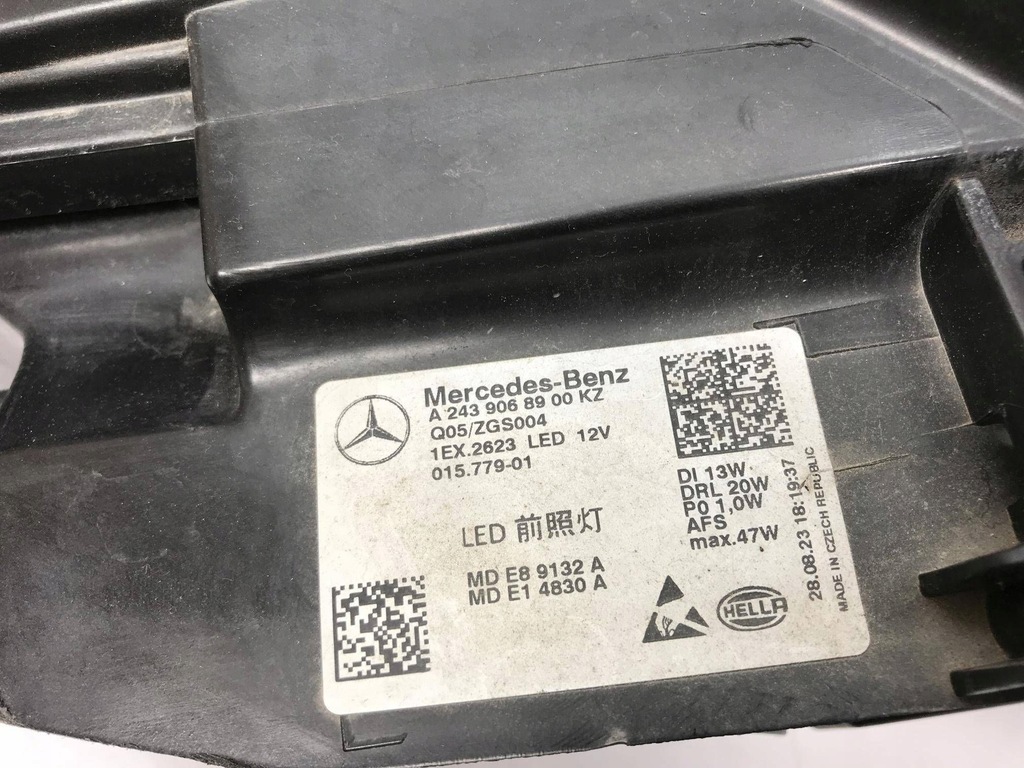 Mercedes-Benz
A 243 906 89 00 KZ
Q05/ZGS004
1EX.2623 LED 12V
015.779-01
LED 前照灯
MD E8 9132 A
MD E1 4830 A
DI 13W
DRL 20W
P0 1,0W
AFS
max.47W
28.08.23 18:19:37
MADE IN CZECH REPUBLIC
HELLA